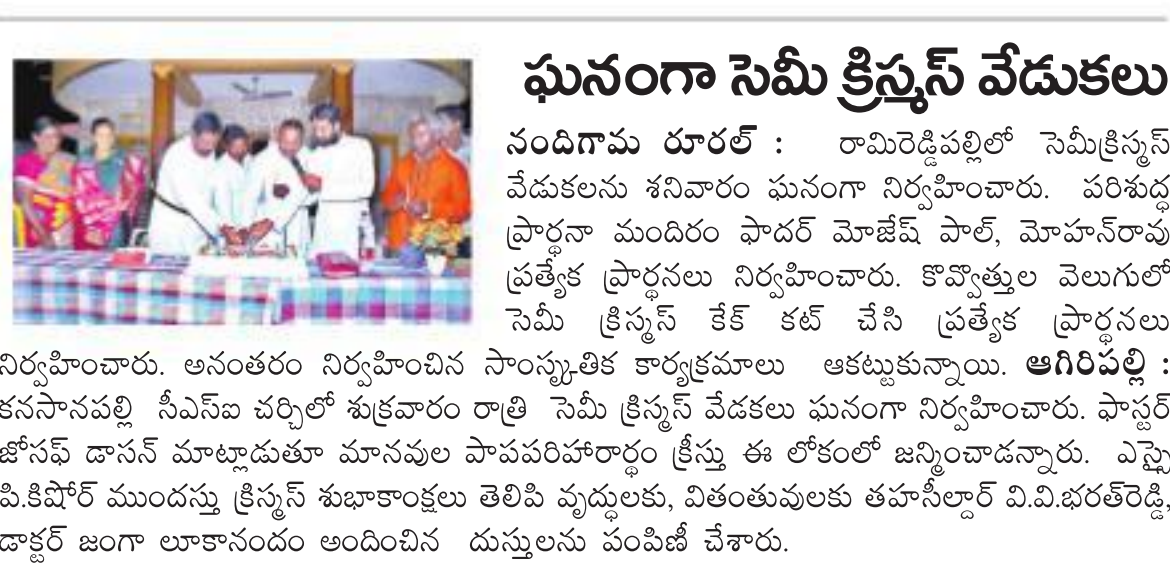 ఘనంగా సెమీ క్రిస్మస్ వేడుకలు
నందిగామ రూరల్ : రామిరెడ్డిపల్లిలో సెమీక్రిస్మస్
వేడుకలను శనివారం ఘనంగా నిర్వహించారు. పరిశుద్ధ
ప్రార్థనా మందిరం ఫాదర్ మోజేష్ పాల్, మోహన్‌రావు
ప్రత్యేక ప్రార్థనలు నిర్వహించారు. కొవ్వొత్తుల వెలుగులో
సెమీ క్రిస్మస్ కేక్ కట్ చేసి ప్రత్యేక ప్రార్థనలు
నిర్వహించారు. అనంతరం నిర్వహించిన సాంస్కృతిక కార్యక్రమాలు ఆకట్టుకున్నాయి. ఆగిరిపల్లి :
కనసానపల్లి సీఎస్ఐ చర్చిలో శుక్రవారం రాత్రి సెమీ క్రిస్మస్ వేడకలు ఘనంగా నిర్వహించారు. ఫాస్టర్
జోసఫ్ డాసన్ మాట్లాడుతూ మానవుల పాపపరిహారార్థం క్రీస్తు ఈ లోకంలో జన్మించాడన్నారు. ఎస్సై
పి.కిషోర్ ముందస్తు క్రిస్మస్ శుభాకాంక్షలు తెలిపి వృద్ధులకు, వితంతువులకు తహసీల్దార్ వి.వి.భరత్‌రెడ్డి,
డాక్టర్ జంగా లూకానందం అందించిన దుస్తులను పంపిణీ చేశారు.